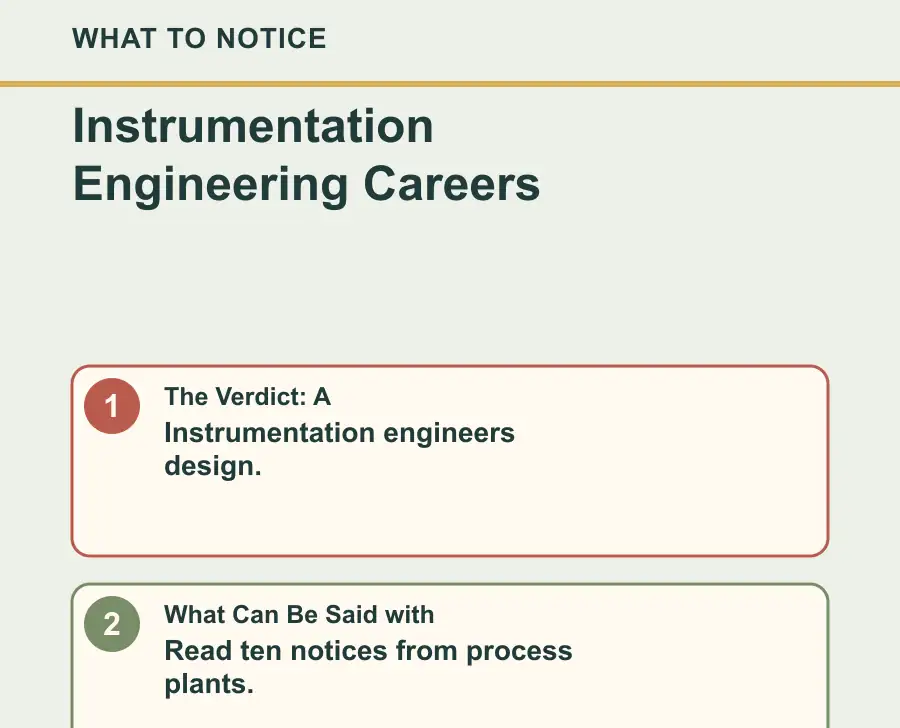 WHAT TO NOTICE
Instrumentation
Engineering Careers
1
The Verdict: A
Instrumentation engineers
design.
2
What Can Be Said with
Read ten notices from process
plants.